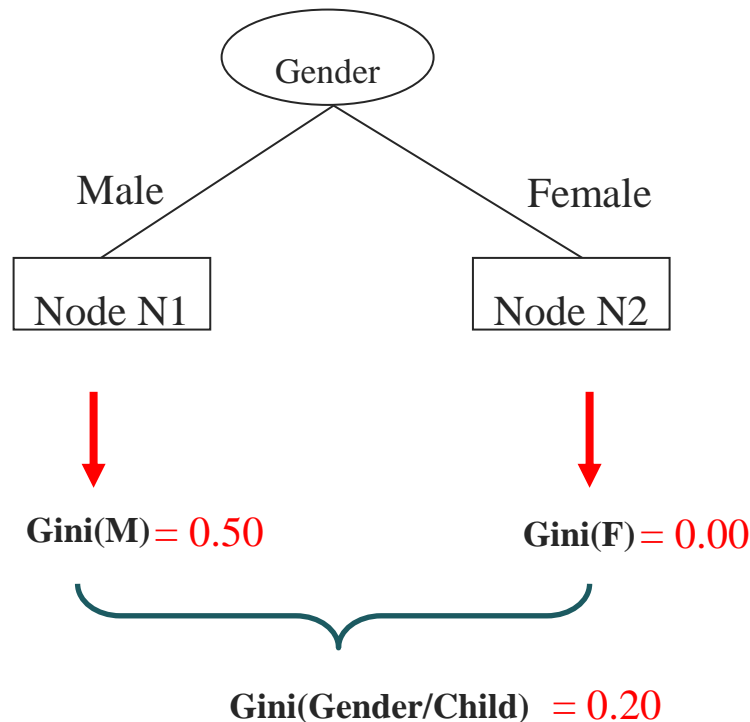 Gender
Male
Female
Node N1
Node N2
Gini(M) = 0.50
Gini(F) = 0.00
Gini(Gender/Child) = 0.20